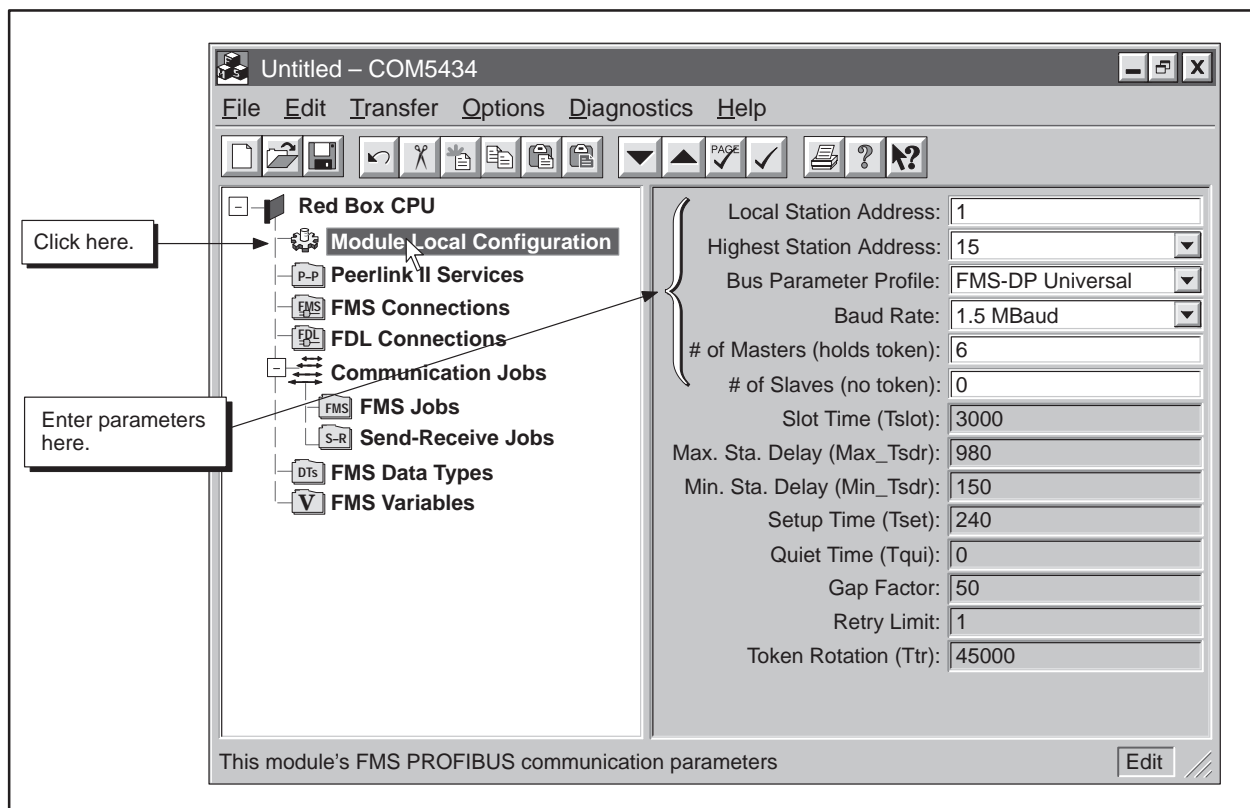 Untitled – COM5434
File Edit Transfer Options Diagnostics Help
PAGE
Click here.
Enter parameters
here.
Red Box CPU
Module Local Configuration
P–P Peerlink II Services
FMS FMS Connections
FDL FDL Connections
Communication Jobs
FMS FMS Jobs
S–R Send-Receive Jobs
DTs FMS Data Types
V FMS Variables
Local Station Address: 1
Highest Station Address: 15
Bus Parameter Profile: FMS-DP Universal
Baud Rate: 1.5 MBaud
# of Masters (holds token): 6
# of Slaves (no token): 0
Slot Time (Tslot): 3000
Max. Sta. Delay (Max_Tsdr): 980
Min. Sta. Delay (Min_Tsdr): 150
Setup Time (Tset): 240
Quiet Time (Tqui): 0
Gap Factor: 50
Retry Limit: 1
Token Rotation (Ttr): 45000
This module's FMS PROFIBUS communication parameters
Edit